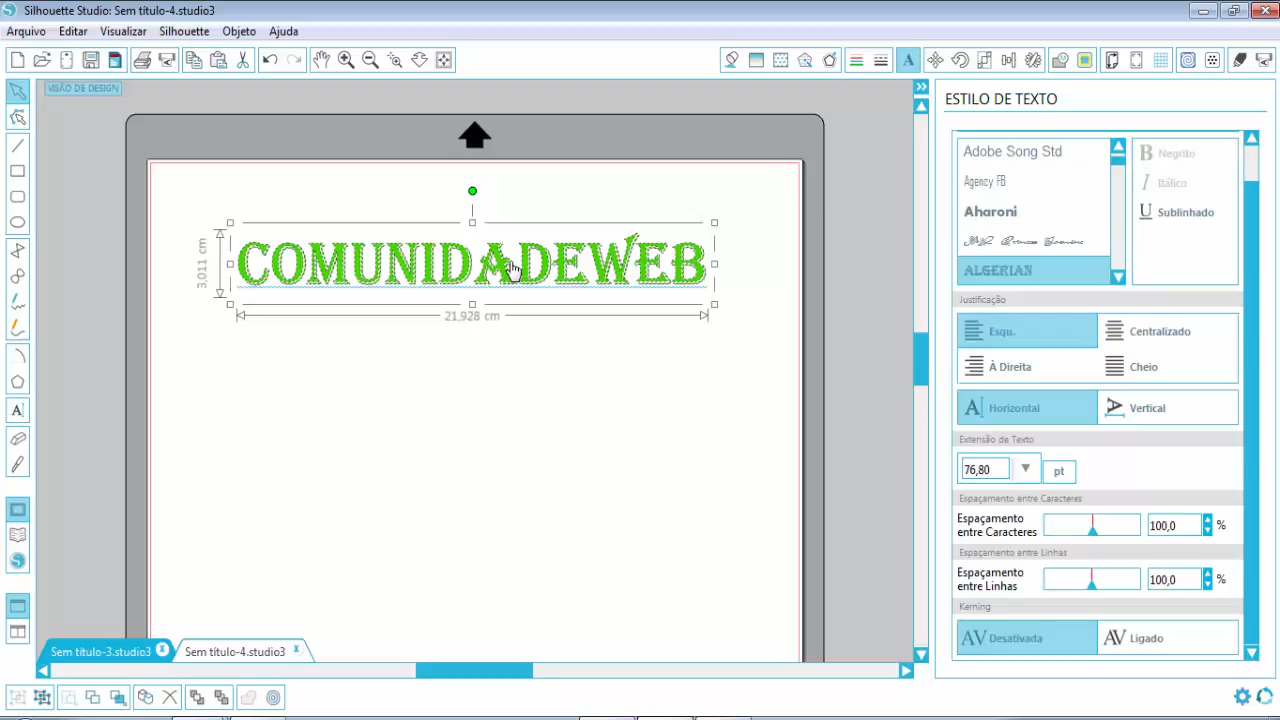 Silhouette Studio: Sem título-4.studio3
Arquivo Editar Visualizar Silhouette Objeto Ajuda
VISÃO DE DESIGN
ESTILO DE TEXTO
Adobe Song Std
Agency FB
Aharoni
ALGERIAN
B Negrito
I Itálico
U Sublinhado
COMUNIDADEWEB
3,011 cm
21,928 cm
Justificação
Esqu. Centralizado
À Direita Cheio
Horizontal Vertical
Extensão de Texto
76,80 pt
Espaçamento entre Caracteres
Espaçamento
entre Caracteres 100,0 %
Espaçamento entre Linhas
Espaçamento
entre Linhas 100,0 %
Kerning
AV Desativada AV Ligado
Sem título-3.studio3 Sem título-4.studio3